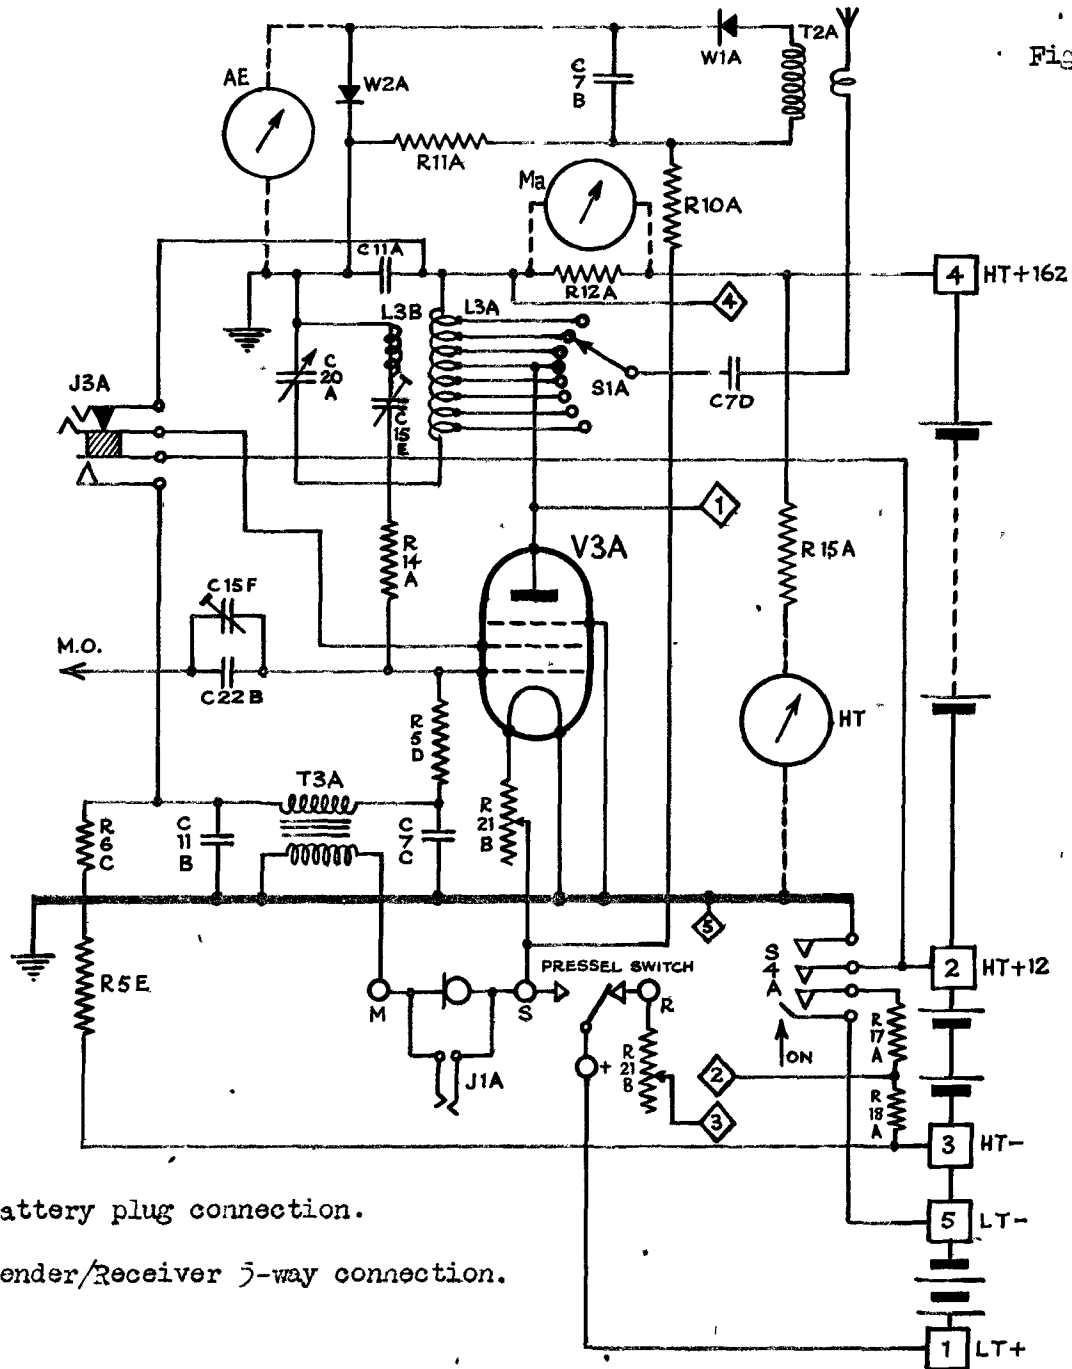 Fig
T2A
W1A
AE
W2A
C
7
B
R11A
Ma
R10A
C11A
R12A
4
HT+162
L3B
L3A
4
J3A
C
20
A
S1A
C7D
C
15
E
1
V3A
R
14
A
R15A
C15F
M.O.
C22B
R
5
D
HT
T3A
R
6
C
C
11
B
C
7
C
R
21
B
5
S
4
A
2
HT+12
R5E
PRESSEL SWITCH
M
S
R
R
17
A
ON
+
R
21
B
2
J1A
R
18
A
3
3
HT-
attery plug connection.
5
LT-
ender/Receiver 5-way connection.
1
LT+